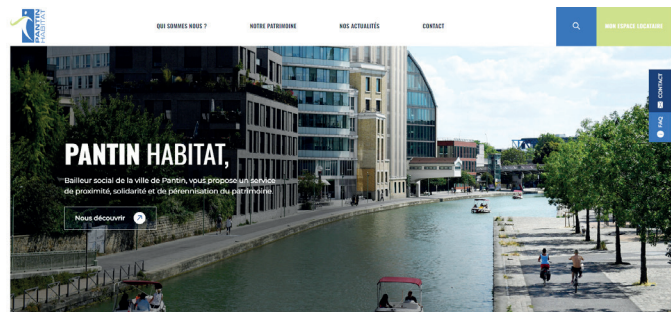 PANTIN
HABITAT
QUI SOMMES NOUS ?
NOTRE PATRIMOINE
NOS ACTUALITÉS
CONTACT
MON ESPACE LOCATAIRE
CONTACT
FAQ
PANTIN HABITAT,
Bailleur social de la ville de Pantin, vous propose un service
de proximité, solidarité et de pérennisation du patrimoine.
Nous découvrir